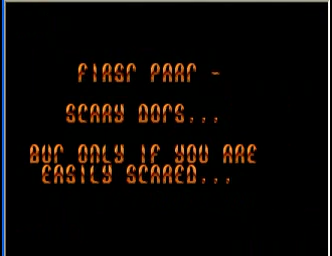 FIRST PART -
SCARY DOTS...
BUT ONLY IF YOU ARE
EASILY SCARED...